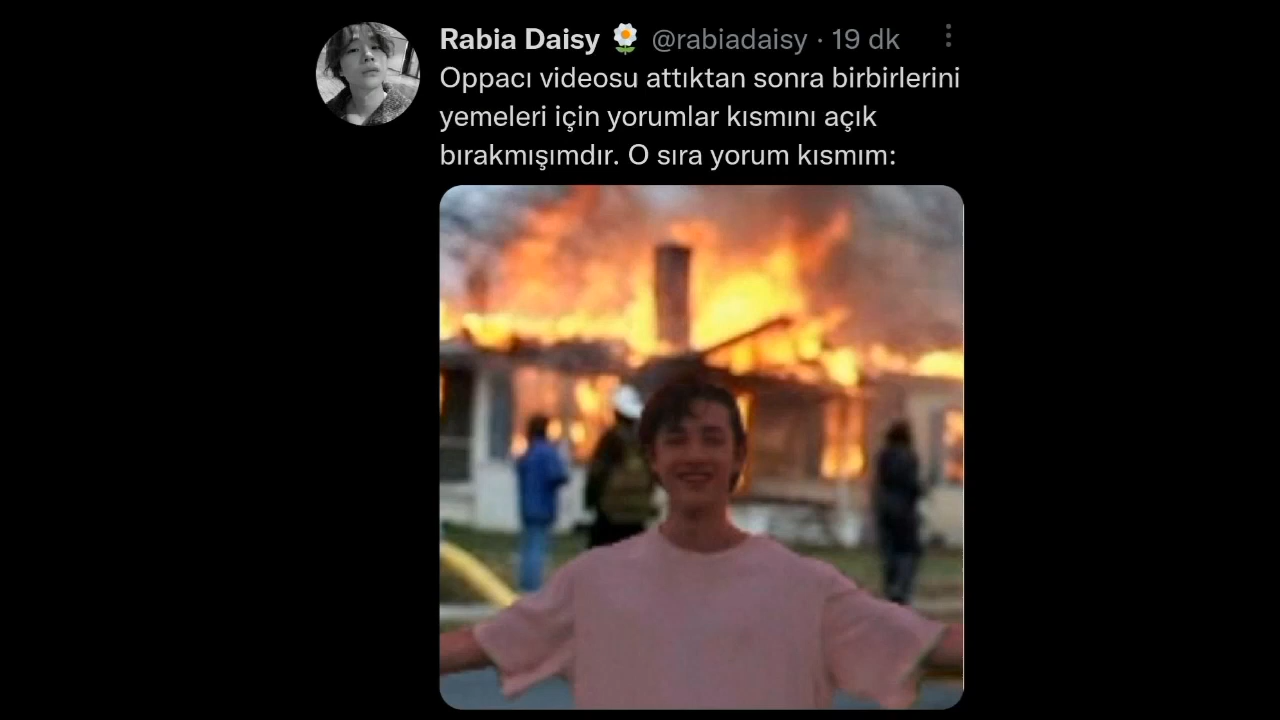 Rabia Daisy 🌼 @rabiadaisy · 19 dk
Oppacı videosu attıktan sonra birbirlerini
yemeleri için yorumlar kısmını açık
bırakmışımdır. O sıra yorum kısmım: